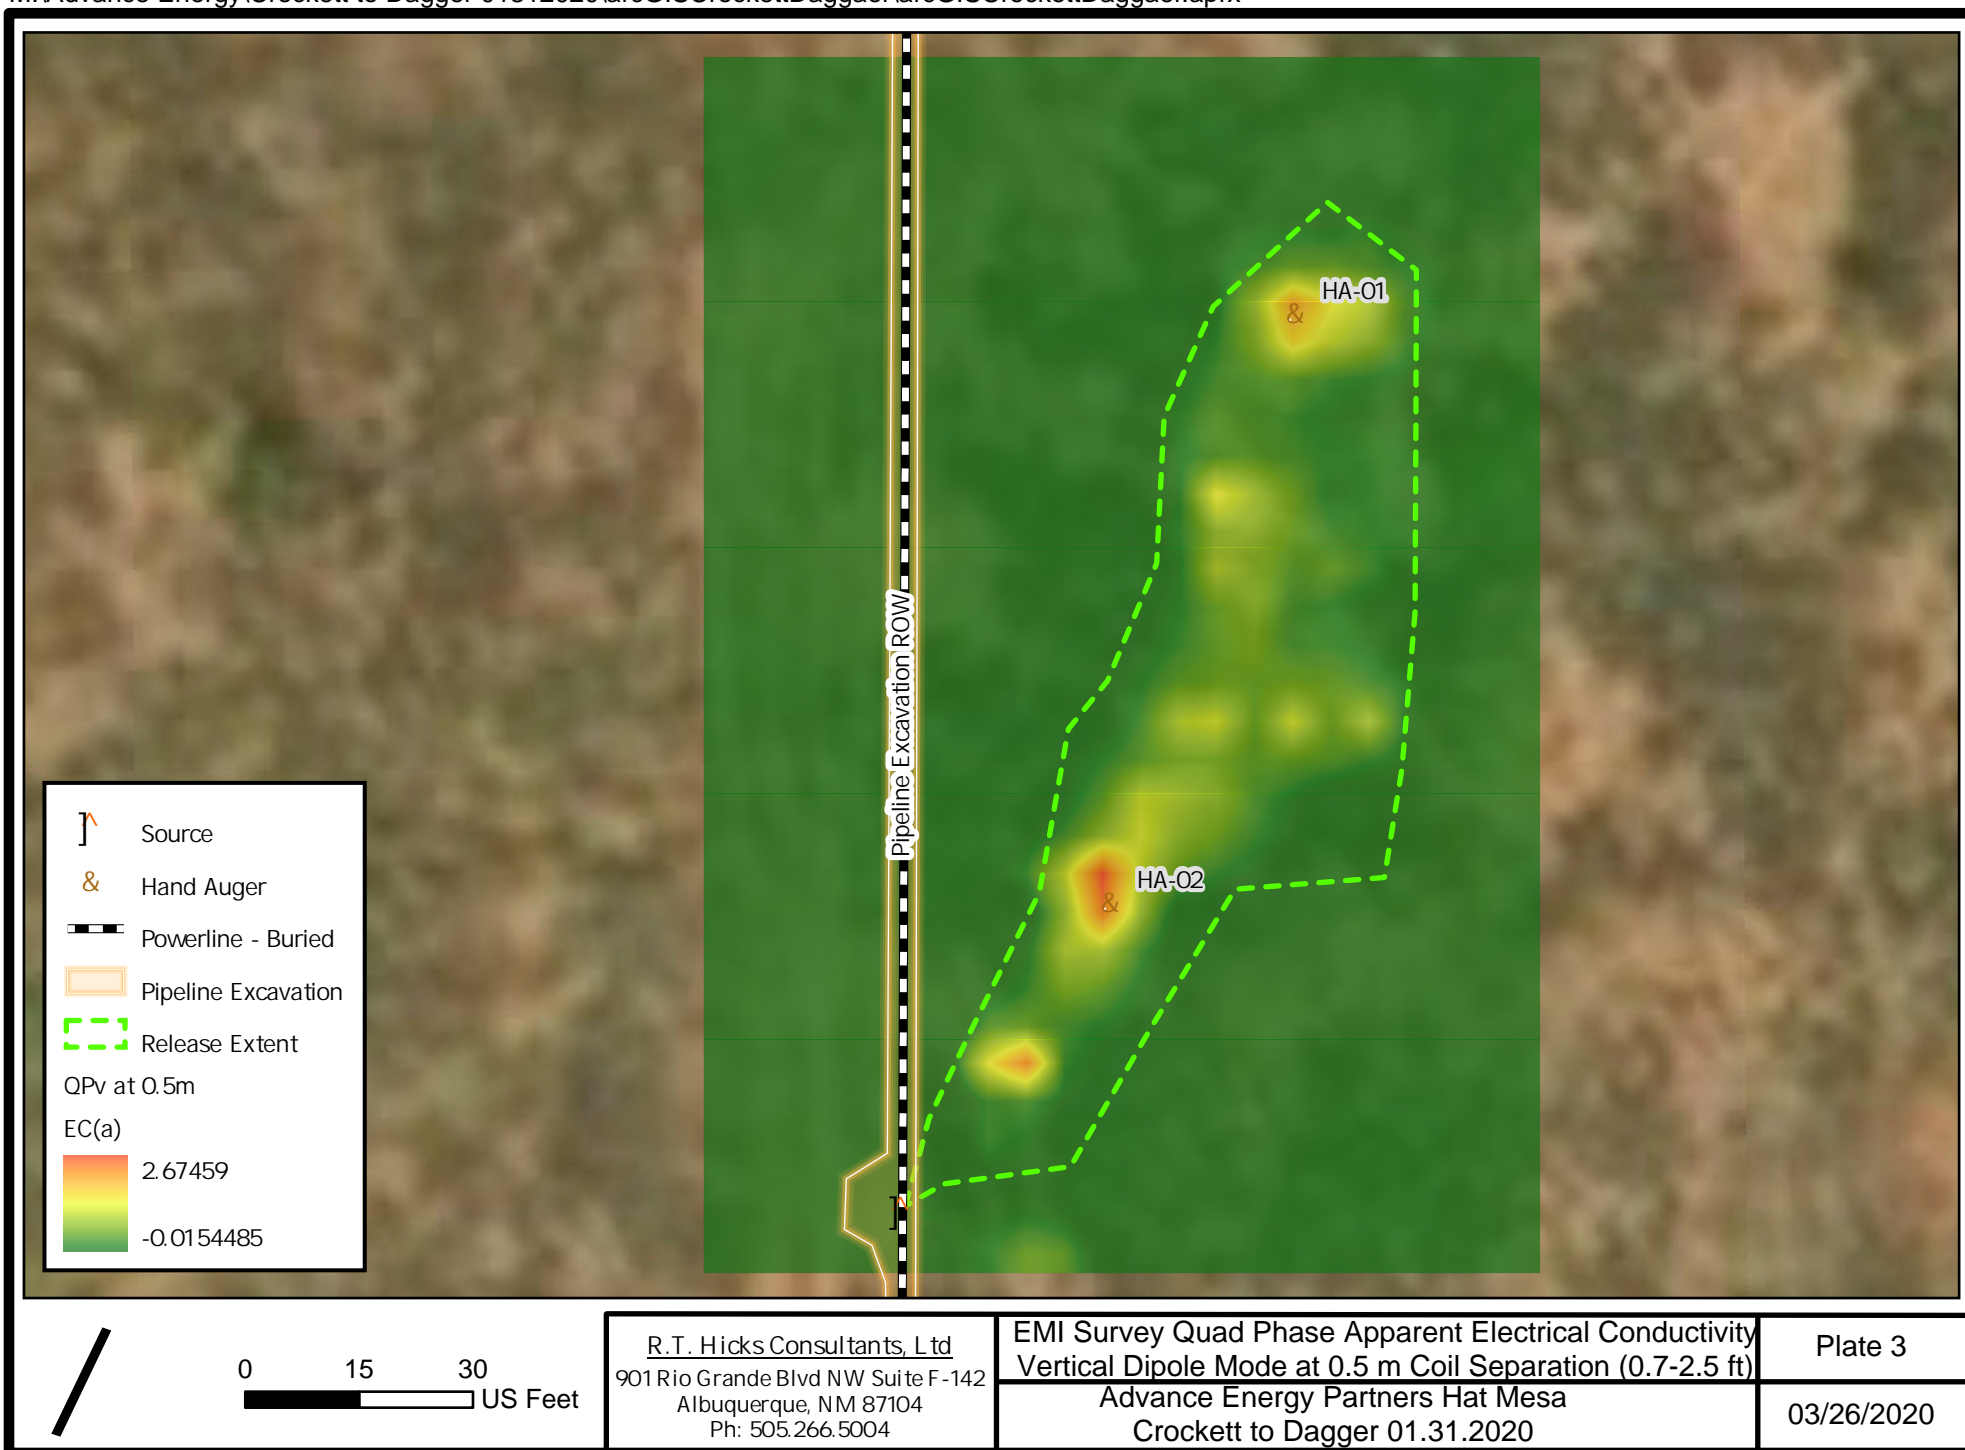 HA-01
Pipeline Excavation ROW
HA-02
Source
Hand Auger
Powerline - Buried
Pipeline Excavation
Release Extent
QPv at 0.5m
EC(a)
2.67459
-0.0154485
0 15 30
US Feet
R.T. Hicks Consultants, Ltd
901 Rio Grande Blvd NW Suite F-142
Albuquerque, NM 87104
Ph: 505.266.5004
EMI Survey Quad Phase Apparent Electrical Conductivity
Vertical Dipole Mode at 0.5 m Coil Separation (0.7-2.5 ft)
Advance Energy Partners Hat Mesa
Crockett to Dagger 01.31.2020
Plate 3
03/26/2020